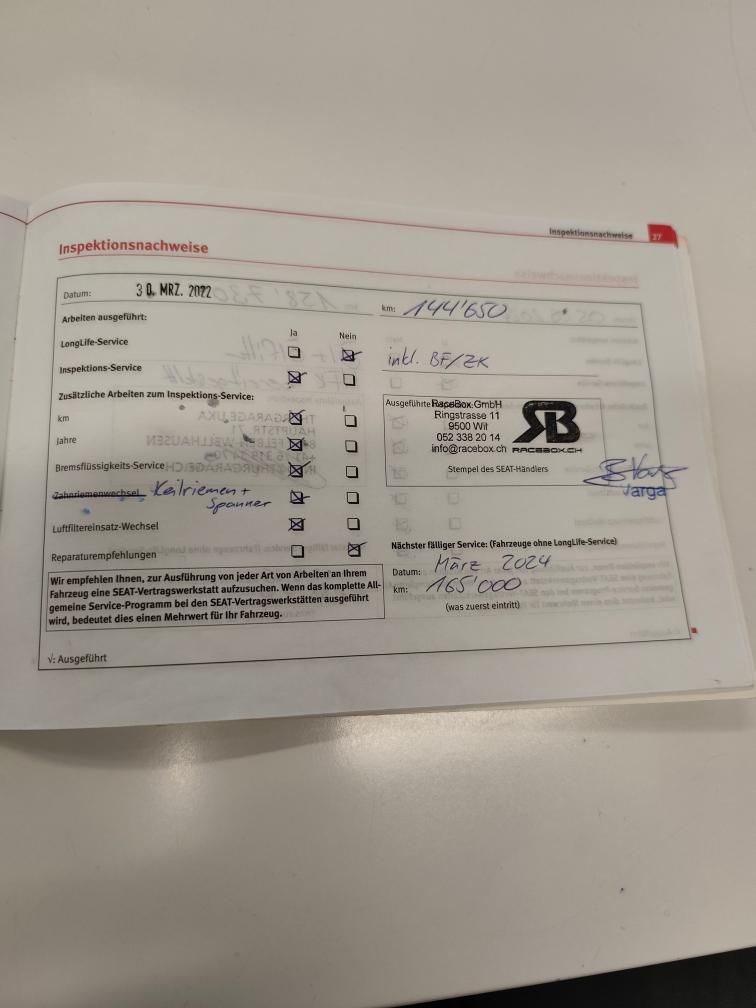 Inspektionsnachweise 27
Inspektionsnachweise
Datum: 30. MRZ. 2022 km: 144'650
Arbeiten ausgeführt:
Ja Nein
LongLife-Service ☐ ☒
inkl. BF/ZK
Inspektions-Service ☒ ☐
Zusätzliche Arbeiten zum Inspektions-Service:
km ☒ ☐
Jahre ☒ ☐
Bremsflüssigkeits-Service ☒ ☐
Zahnriemenwechsel Keilriemen +
Spanner ☒ ☐
Luftfiltereinsatz-Wechsel ☒ ☐
Reparaturempfehlungen ☐ ☒
Wir empfehlen Ihnen, zur Ausführung von jeder Art von Arbeiten an Ihrem
Fahrzeug eine SEAT-Vertragswerkstatt aufzusuchen. Wenn das komplette All-
gemeine Service-Programm bei den SEAT-Vertragswerkstätten ausgeführt
wird, bedeutet dies einen Mehrwert für Ihr Fahrzeug.
√: Ausgeführt
Ausgeführte
RaceBox GmbH
Ringstrasse 11
9500 Wil
052 338 20 14
info@racebox.ch
RB
RACEBOX.CH
Stempel des SEAT-Händlers
Varga
Nächster fälliger Service: (Fahrzeuge ohne LongLife-Service)
Datum: März 2024
km: 165'000
(was zuerst eintritt)